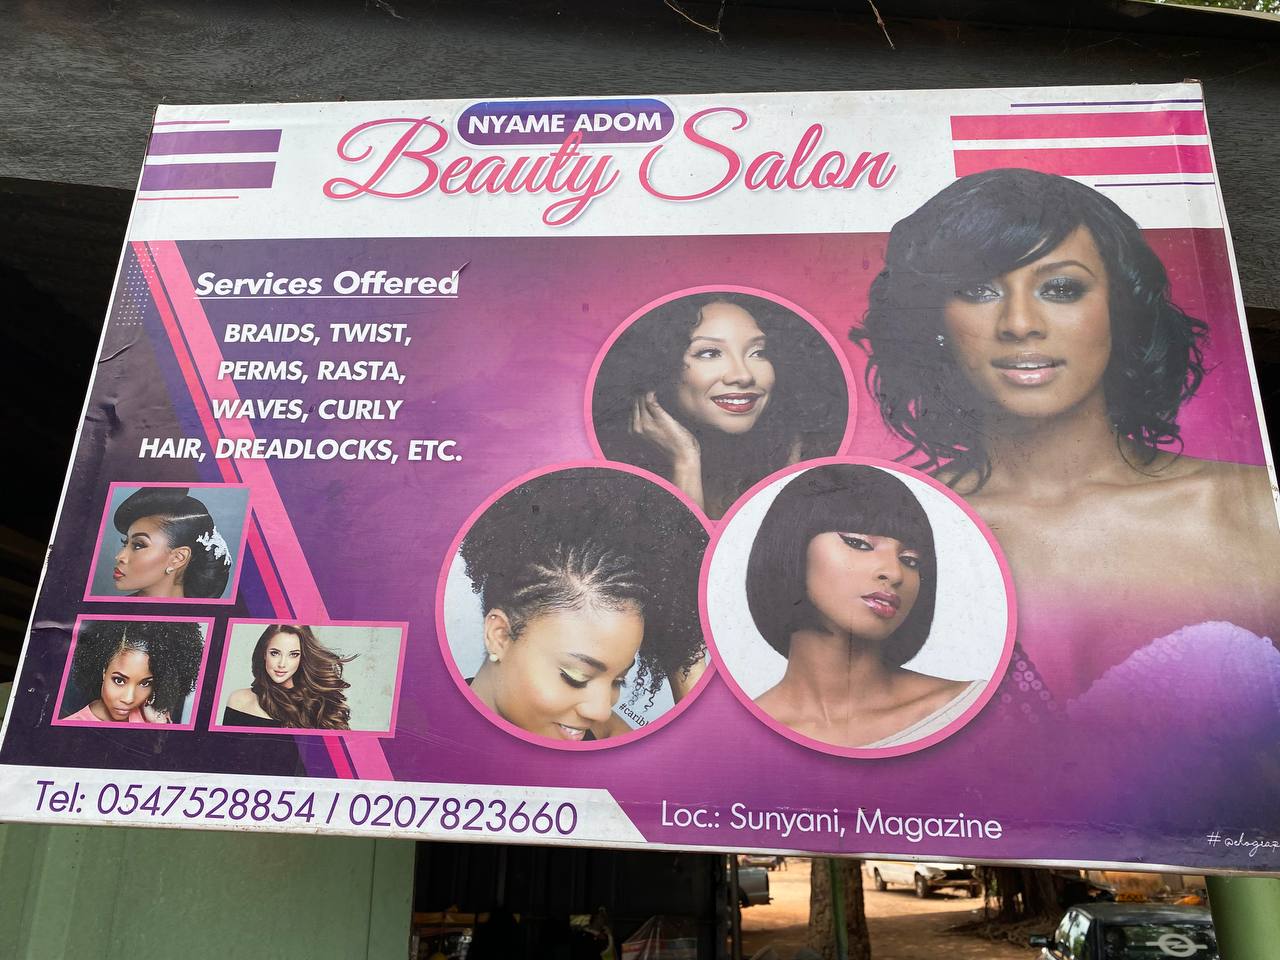 NYAME ADOM
Beauty Salon
Services Offered
BRAIDS, TWIST,
PERMS, RASTA,
WAVES, CURLY
HAIR, DREADLOCKS, ETC.
#caribl
Tel: 0547528854 / 0207823660
Loc.: Sunyani, Magazine